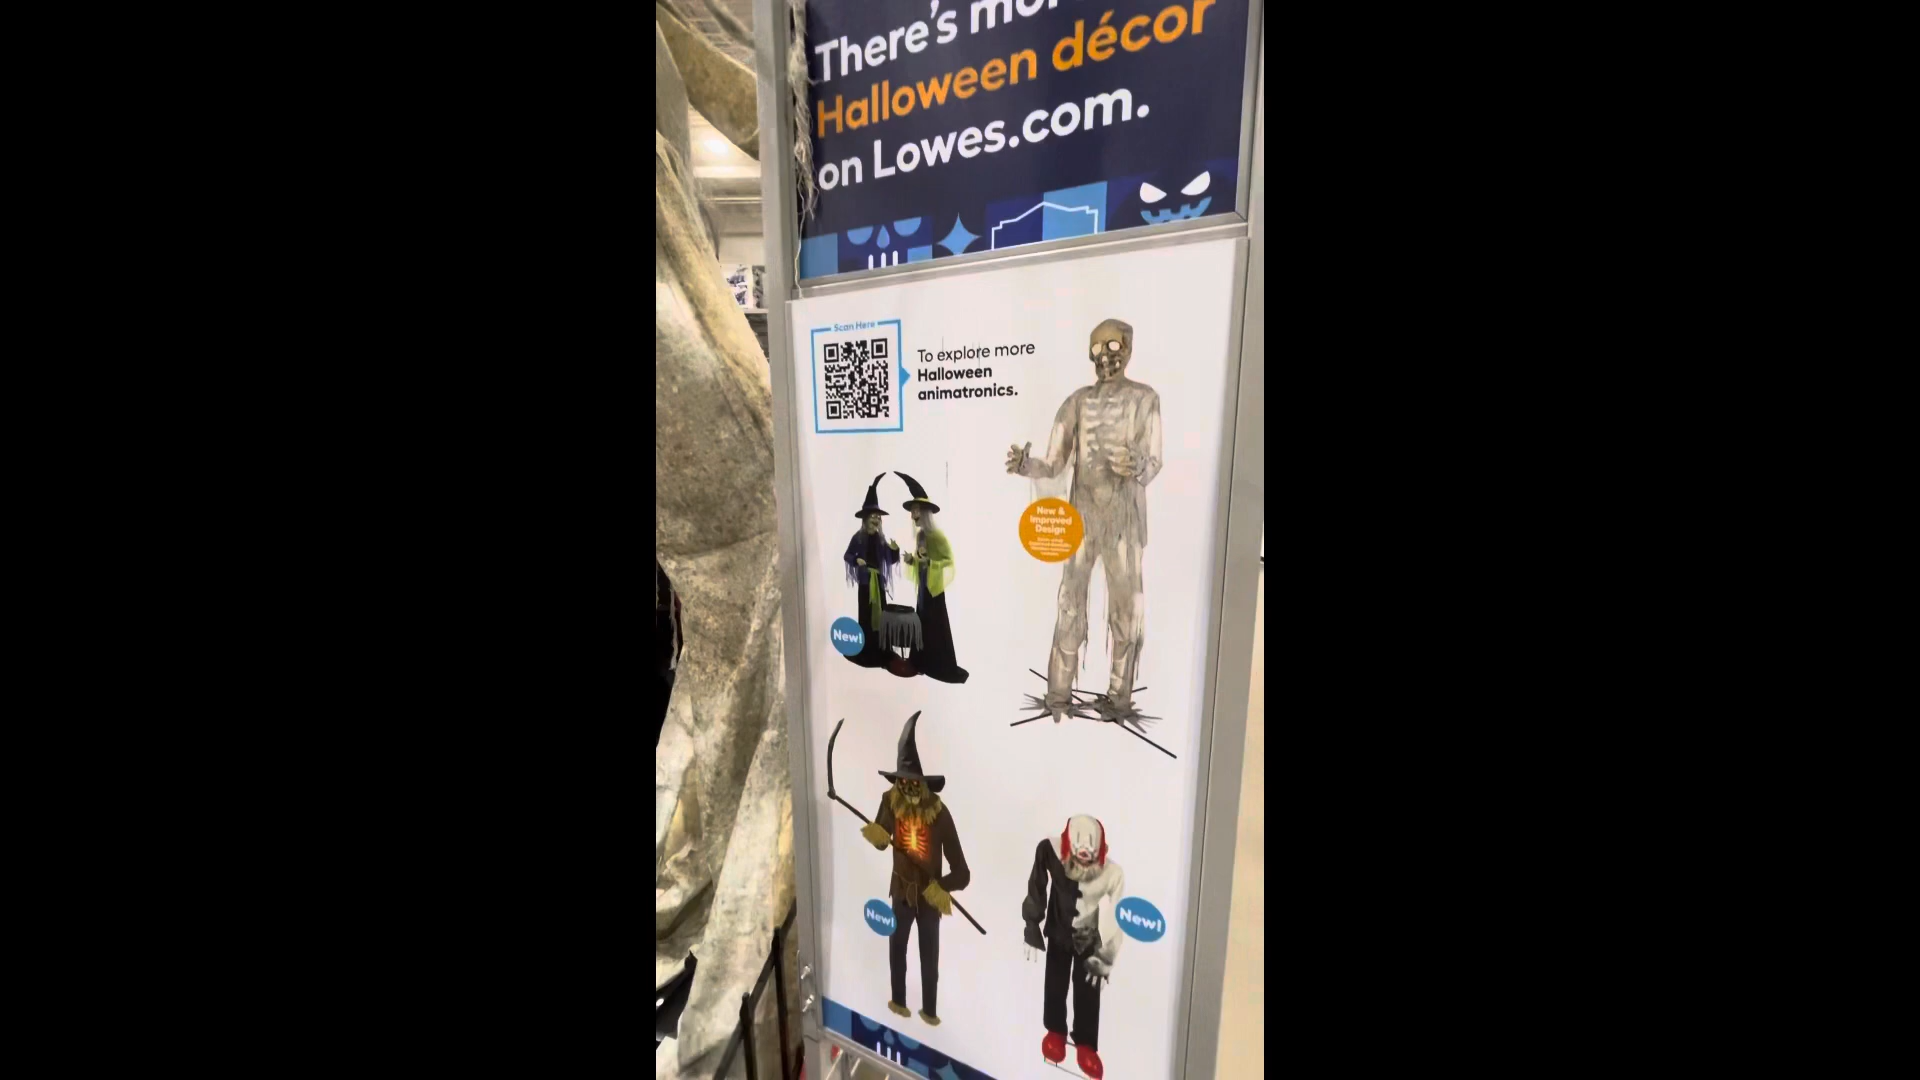 There's more
Halloween décor
on Lowes.com.
Scan Here
To explore more
Halloween
animatronics.
New &
Improved
Design
New!
New!
New!